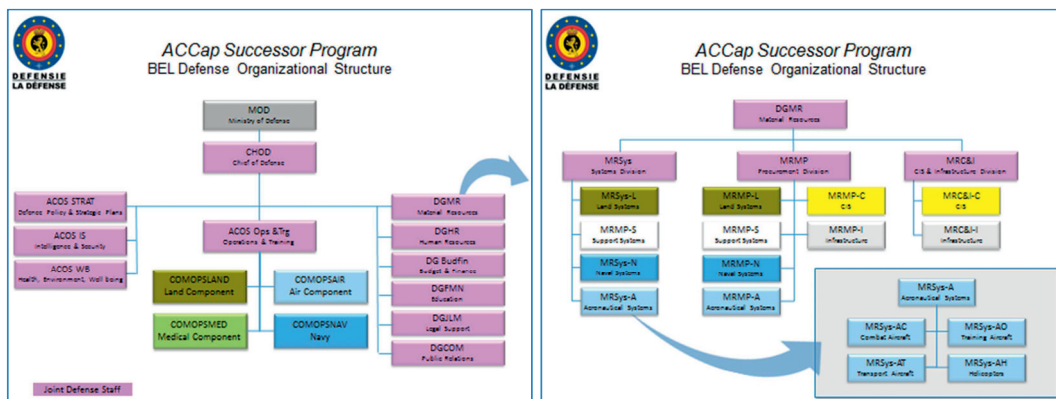 DEFENSIE
LA DÉFENSE
ACCap Successor Program
BEL Defense Organizational Structure
MOD
Ministry of Defense
CHOD
Chief of Defense
ACOS STRAT
Defence Policy & Strategic Plans
ACOS IS
Intelligence & Security
ACOS WB
Health, Environment, Well being
ACOS Ops &Trg
Operations & Training
COMOPSLAND
Land Component
COMOPSAIR
Air Component
COMOPSMED
Medical Component
COMOPSNAV
Navy
DGMR
Material Resources
DGHR
Human Resources
DG Budfin
Budget & Finance
DGFMN
Education
DGJLM
Legal Support
DGCOM
Public Relations
Joint Defense Staff
DEFENSIE
LA DÉFENSE
ACCap Successor Program
BEL Defense Organizational Structure
DGMR
Material Resources
MRSys
Systems Division
MRMP
Procurement Division
MRC&I
CIS & Infrastructure Division
MRSys-L
Land Systems
MRMP-S
Support Systems
MRSys-N
Naval Systems
MRSys-A
Aeronautical Systems
MRMP-L
Land Systems
MRMP-S
Support Systems
MRMP-N
Naval Systems
MRMP-A
Aeronautical Systems
MRMP-C
CIS
MRMP-I
Infrastructure
MRC&I-C
CIS
MRC&I-I
Infrastructure
MRSys-A
Aeronautical Systems
MRSys-AC
Combat Aircraft
MRSys-AO
Training Aircraft
MRSys-AT
Transport Aircraft
MRSys-AH
Helicopters